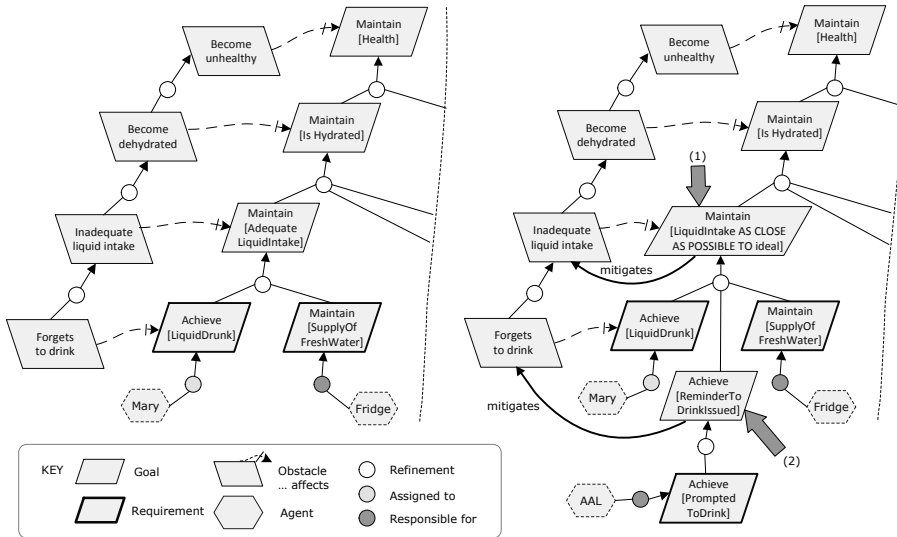 Become
unhealthy
Maintain
[Health]
Become
dehydrated
Maintain
[Is Hydrated]
Inadequate
liquid intake
Maintain
[Adequate
LiquidIntake]
Forgets
to drink
Achieve
[LiquidDrunk]
Maintain
[SupplyOf
FreshWater]
Mary
Fridge
Become
unhealthy
Maintain
[Health]
Become
dehydrated
Maintain
[Is Hydrated]
(1)
Inadequate
liquid intake
Maintain
[LiquidIntake AS CLOSE
AS POSSIBLE TO ideal]
mitigates
Forgets
to drink
Achieve
[LiquidDrunk]
Maintain
[SupplyOf
FreshWater]
Mary
Achieve
[ReminderTo
DrinkIssued]
Fridge
mitigates
(2)
AAL
Achieve
[Prompted
ToDrink]
KEY
Goal
Obstacle
... affects
Refinement
Requirement
Agent
Assigned to
Responsible for